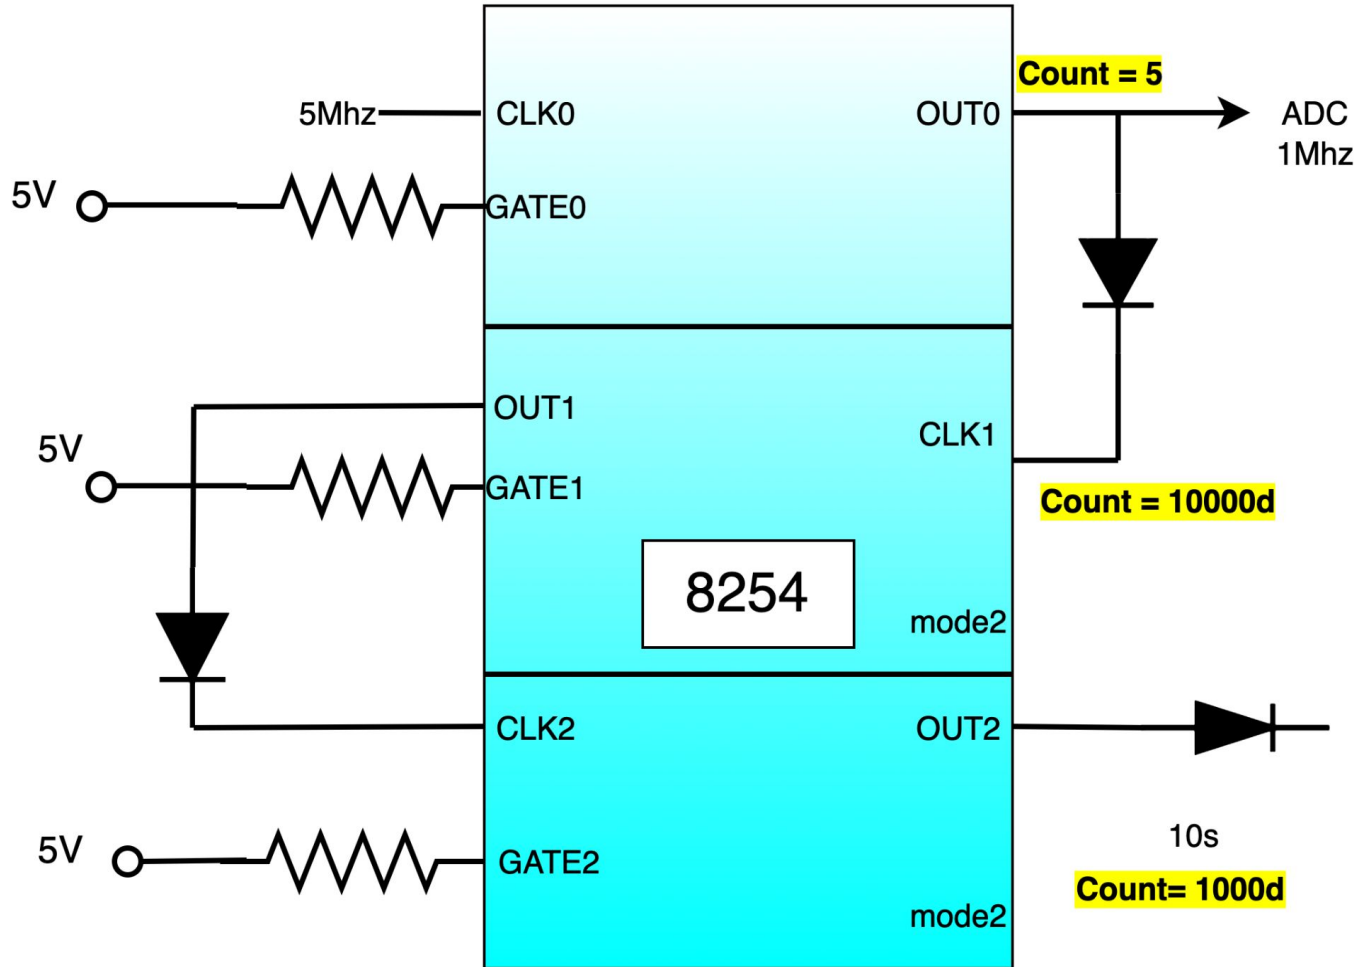 Count = 5
5Mhz
CLK0
OUT0
ADC
1Mhz
5V
GATE0
OUT1
CLK1
5V
GATE1
Count = 10000d
8254
mode2
CLK2
OUT2
10s
5V
GATE2
Count= 1000d
mode2